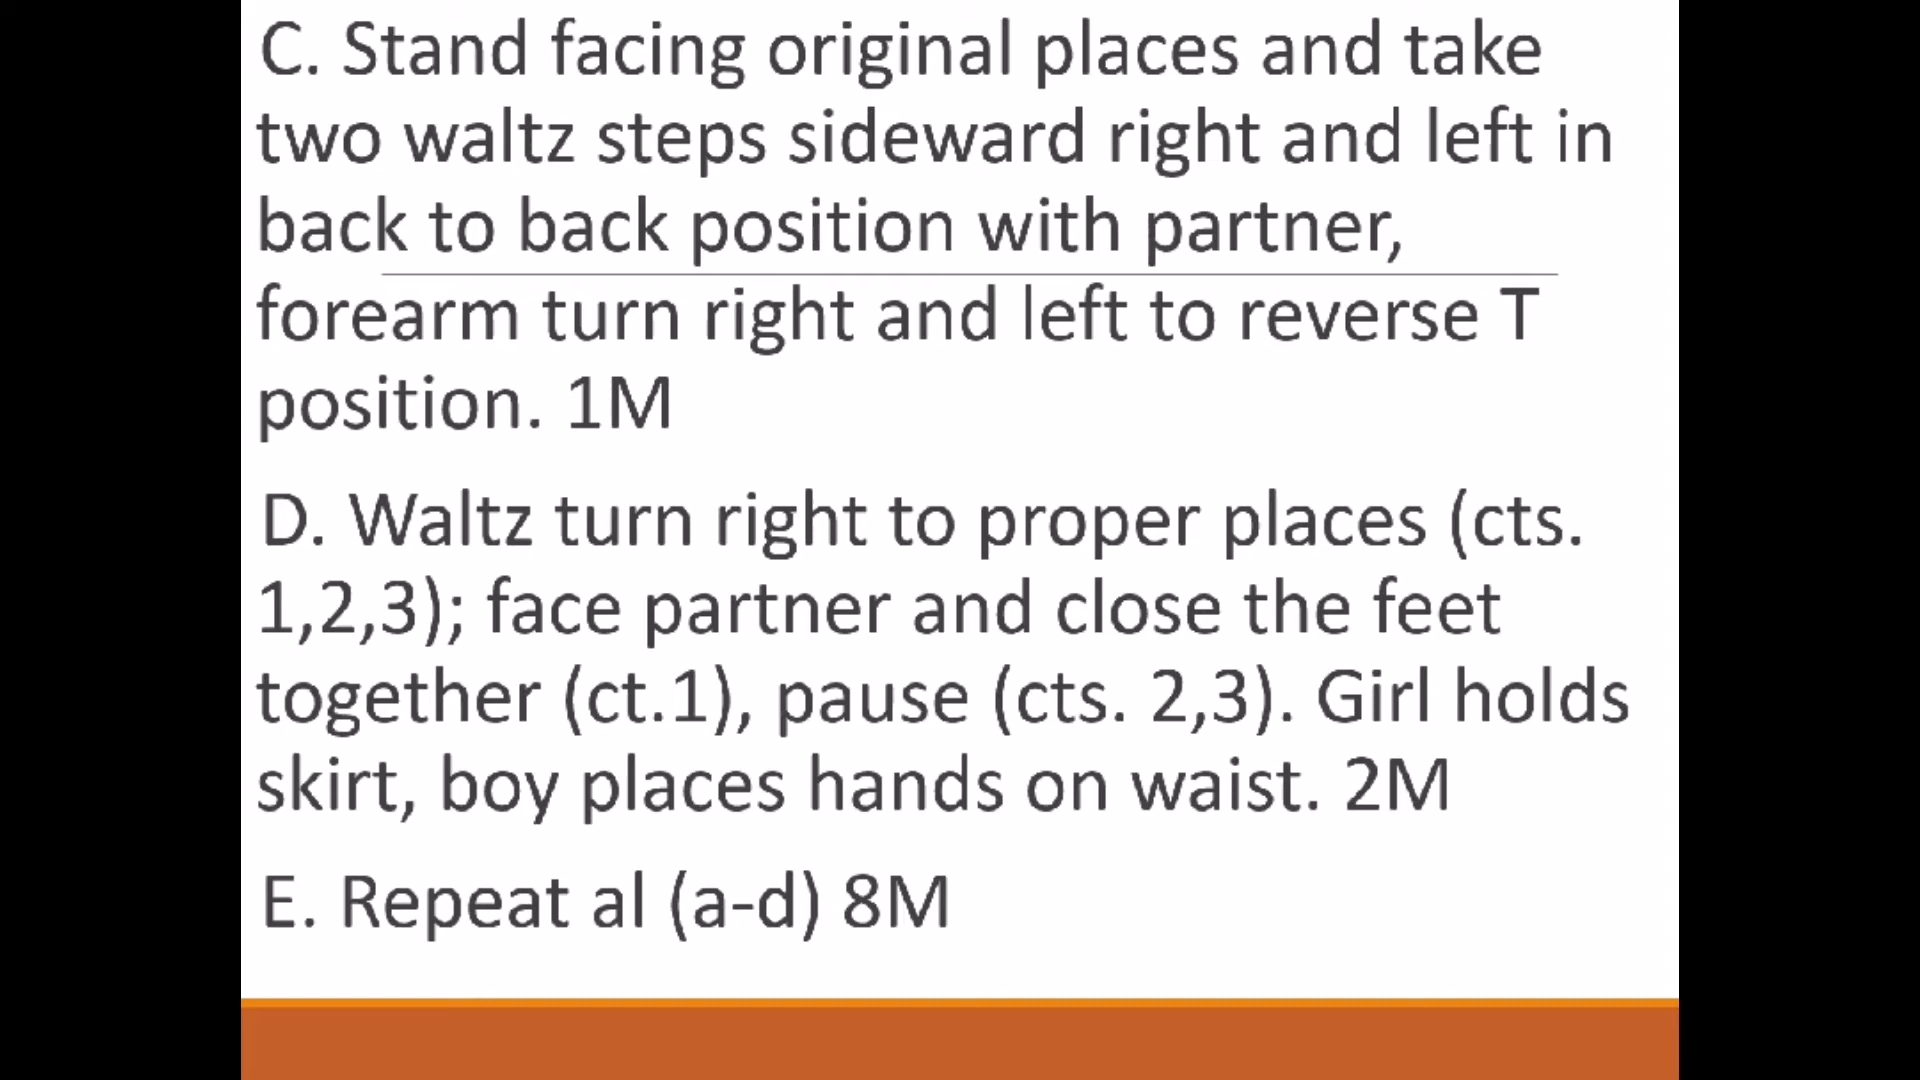 C. Stand facing original places and take
two waltz steps sideward right and left in
back to back position with partner,
forearm turn right and left to reverse T
position. 1M
D. Waltz turn right to proper places (cts.
1,2,3); face partner and close the feet
together (ct.1), pause (cts. 2,3). Girl holds
skirt, boy places hands on waist. 2M
E. Repeat al (a-d) 8M